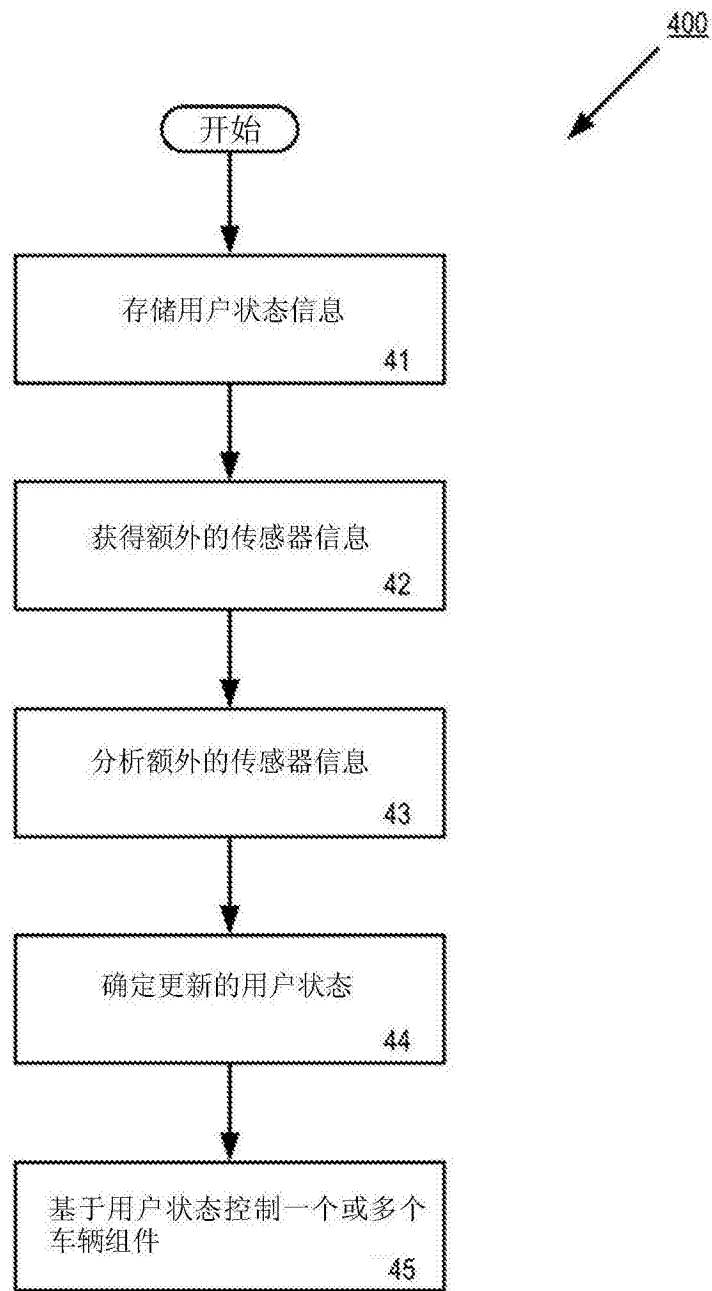 400
开始
存储用户状态信息
41
获得额外的传感器信息
42
分析额外的传感器信息
43
确定更新的用户状态
44
基于用户状态控制一个或多个
车辆组件
45